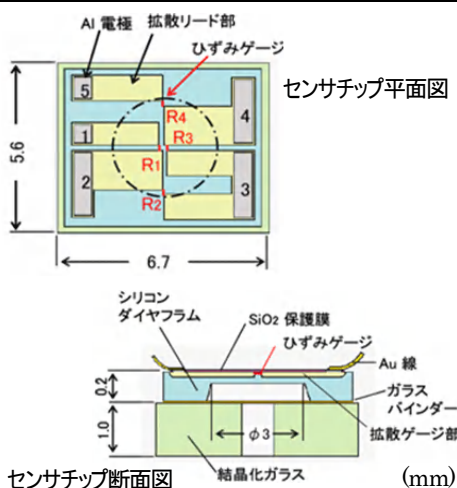 Al 電極
拡散リード部
ひずみゲージ
センサチップ平面図
5
4
R4
1
R3
R1
2
3
R2
5.6
6.7
シリコン
ダイヤフラム
SiO2 保護膜
ひずみゲージ
Au 線
0.2
ガラス
バインダー
1.0
φ3
拡散ゲージ部
センサチップ断面図
結晶化ガラス
(mm)